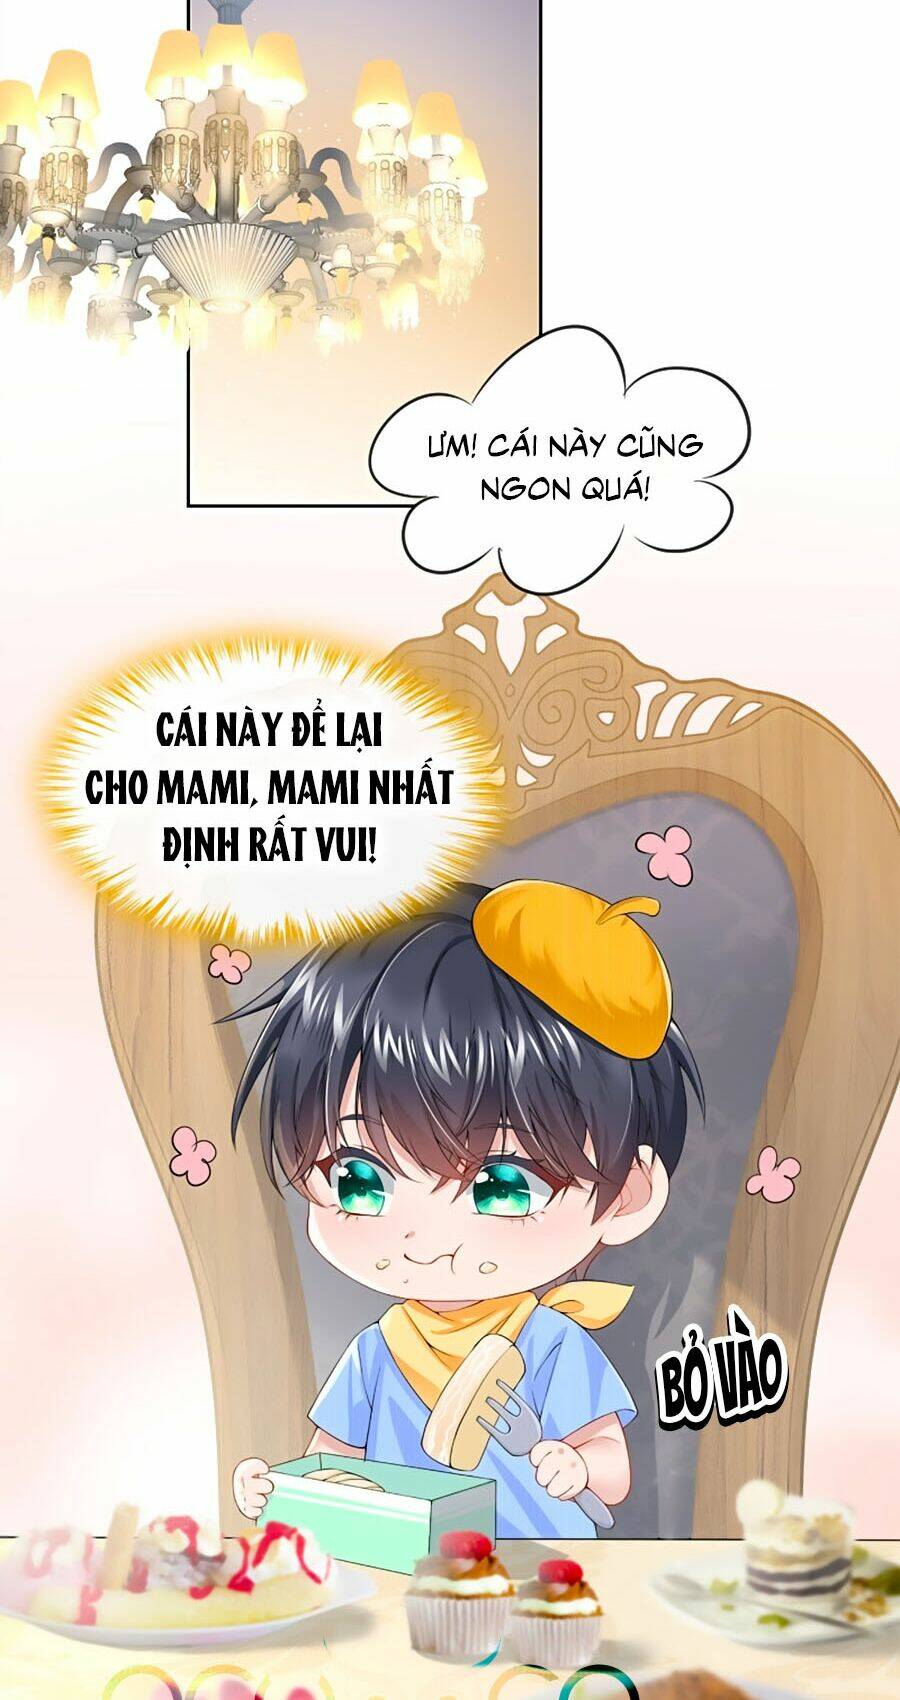 ƯM! CÁI NÀY CŨNG
NGON QUÁ!
CÁI NÀY ĐỂ LẠI
CHO MAMI, MAMI NHẤT
ĐỊNH RẤT VUI!
BỎ VÀO